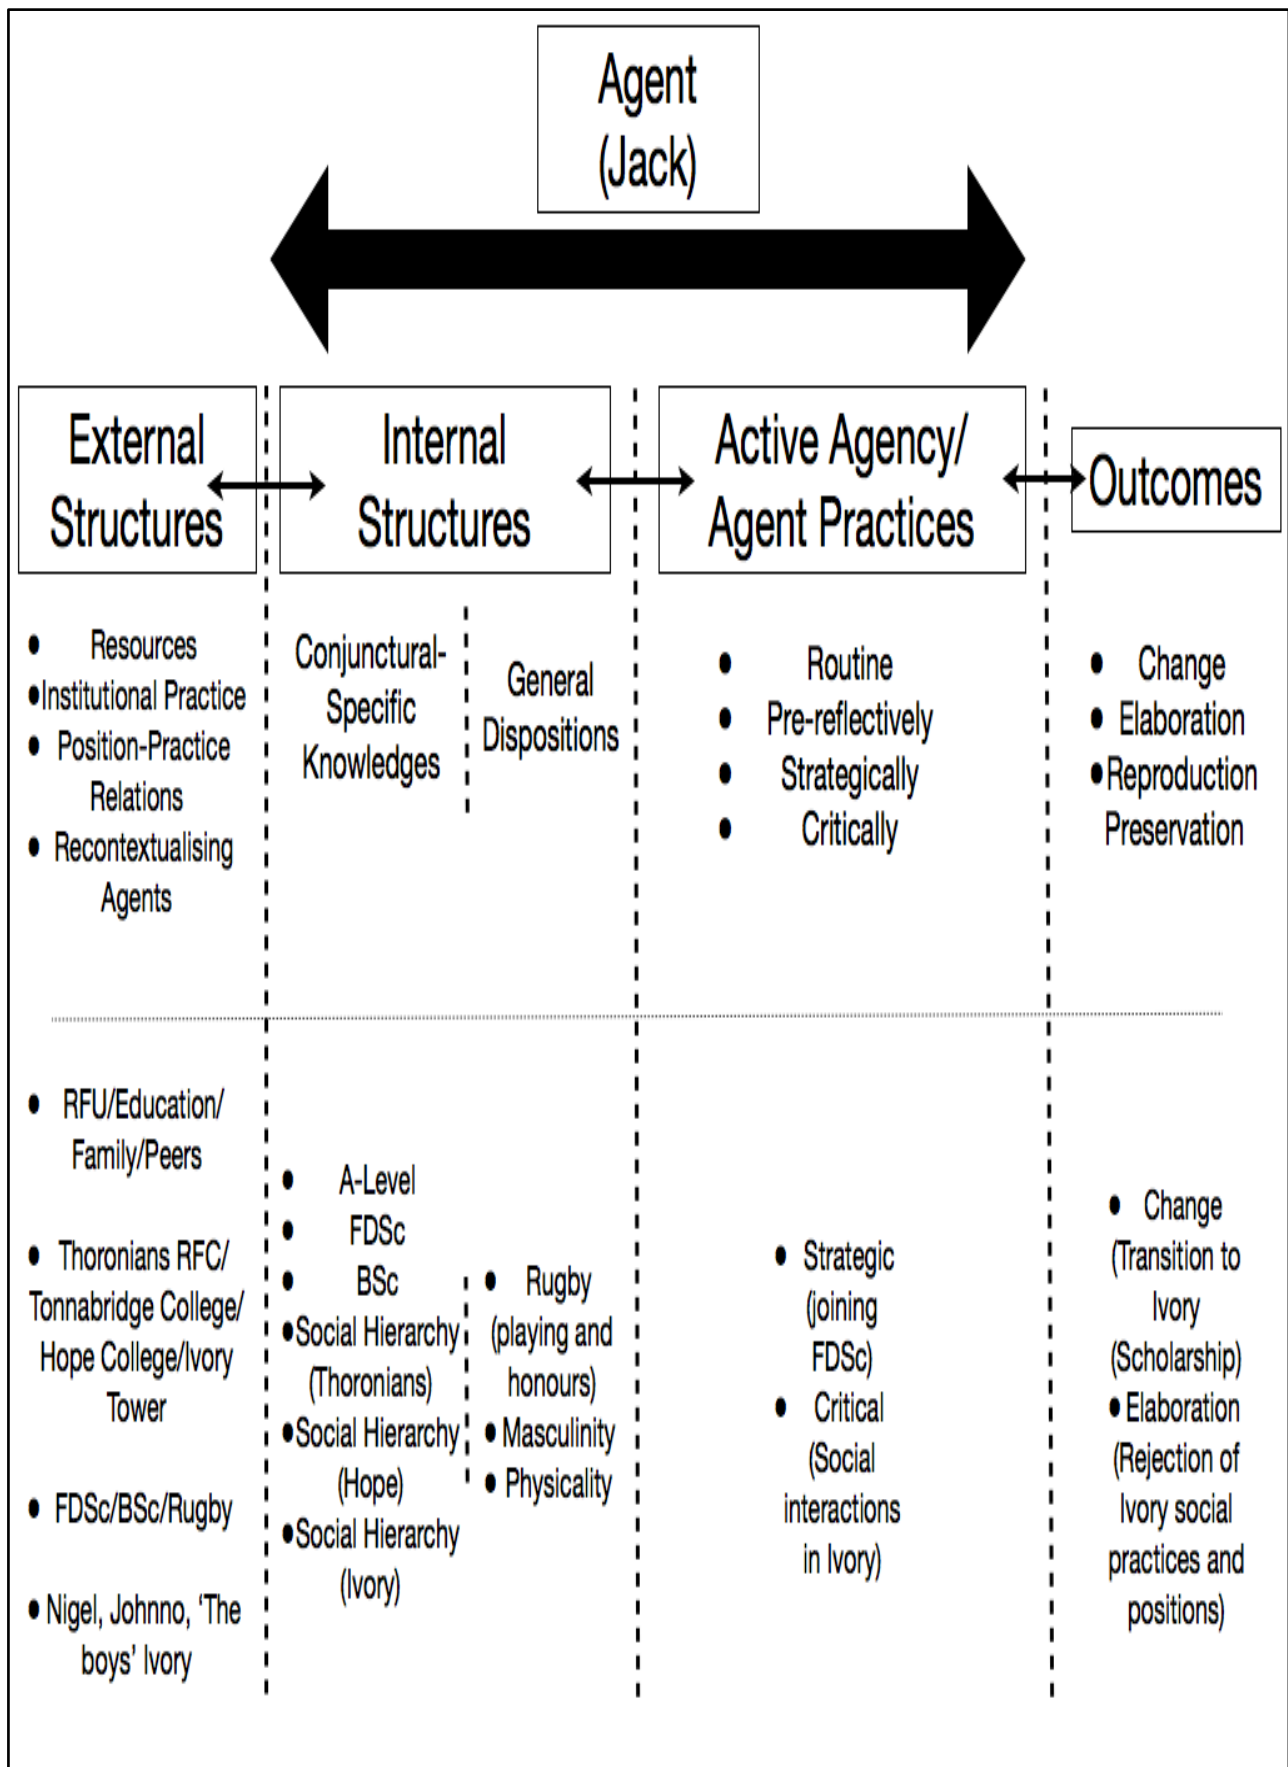 Agent
(Jack)
External
Structures
Internal
Structures
Active Agency/
Agent Practices
Outcomes
● Resources
● Institutional Practice
● Position-Practice
Relations
● Recontextualising
Agents
Conjunctural-
Specific
Knowledges
General
Dispositions
● Routine
● Pre-reflectively
● Strategically
● Critically
● Change
● Elaboration
● Reproduction
Preservation
● RFU/Education/
Family/Peers
● Thoronians RFC/
Tonnabridge College/
Hope College/Ivory
Tower
● FDSc/BSc/Rugby
● Nigel, Johnno, ‘The
boys’ Ivory
● A-Level
● FDSc
● BSc
● Social Hierarchy
(Thoronians)
● Social Hierarchy
(Hope)
● Social Hierarchy
(Ivory)
● Rugby
(playing and
honours)
● Masculinity
● Physicality
● Strategic
(joining
FDSc)
● Critical
(Social
interactions
in Ivory)
● Change
(Transition to
Ivory
(Scholarship)
● Elaboration
(Rejection of
Ivory social
practices and
positions)